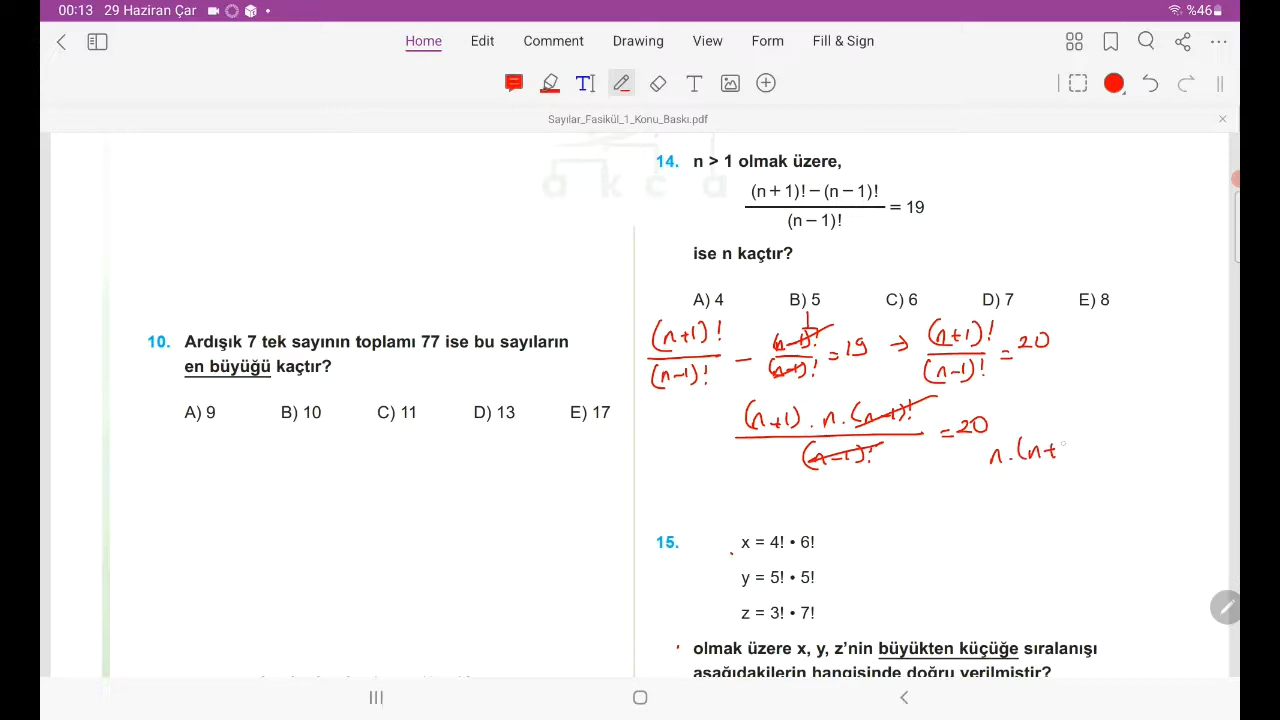 00:13 29 Haziran Çar %46
Home Edit Comment Drawing View Form Fill & Sign
Sayılar_Fasikül_1_Konu_Baskı.pdf
a k c a
10. Ardışık 7 tek sayının toplamı 77 ise bu sayıların
en büyüğü kaçtır?
A) 9 B) 10 C) 11 D) 13 E) 17
14. n > 1 olmak üzere,
(n + 1)! – (n – 1)!
(n – 1)!
= 19
ise n kaçtır?
A) 4 B) 5 C) 6 D) 7 E) 8
(n+1)! / (n-1)! - (n-1)! / (n-1)! = 19 → (n+1)! / (n-1)! = 20
1
(n+1) . n . (n-1)! / (n-1)! = 20
n . (n+
15. x = 4! • 6!
y = 5! • 5!
z = 3! • 7!
olmak üzere x, y, z’nin büyükten küçüğe sıralanışı
aşağıdakilerin hangisinde doğru verilmiştir?